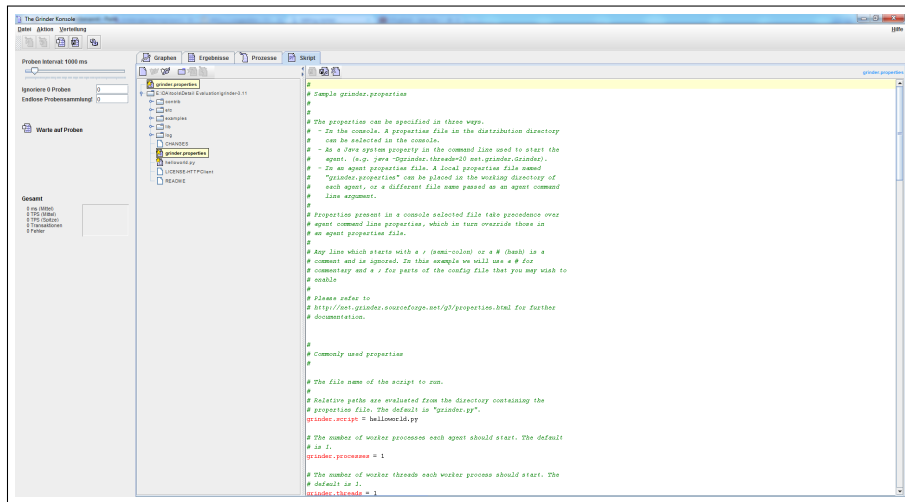 The Grinder Konsole
Datei Aktion Verteilung
Hilfe
Proben Interval: 1000 ms
Ignoriere 0 Proben 0
Endlose Probensammlung! 0
Warte auf Proben
Gesamt
0 ms (Mittel)
0 TPS (Mittel)
0 TPS (Spitze)
0 Transaktionen
0 Fehler
Graphen Ergebnisse Prozesse Skript
grinder.properties
contrib
etc
examples
lib
log
CHANGES
grinder.properties
helloworld.py
LICENSE-HTTPClient
README
grinder.properties
#
# Sample grinder.properties
#
#
# The properties can be specified in three ways.
# - In the console. A properties file in the distribution directory
# can be selected in the console.
# - As a Java system property in the command line used to start the
# agent. (e.g. java -Dgrinder.threads=20 net.grinder.Grinder).
# - In an agent properties file. A local properties file named
# "grinder.properties" can be placed in the working directory of
# each agent, or a different file name passed as an agent command
# line argument.
#
# Properties present in a console selected file take precedence over
# agent command line properties, which in turn override those in
# an agent properties file.
#
# Any line which starts with a ; (semi-colon) or a # (hash) is a
# comment and is ignored. In this example we will use a # for
# commentary and a ; for parts of the config file that you may wish to
# enable
#
# Please refer to
# http://net.grinder.sourceforge.net/g3/properties.html for further
# documentation.
#
# Commonly used properties
#
# The file name of the script to run.
#
# Relative paths are evaluated from the directory containing the
# properties file. The default is "grinder.py".
grinder.script = helloworld.py
# The number of worker processes each agent should start. The default
# is 1.
grinder.processes = 1
# The number of worker threads each worker process should start. The
# default is 1.
grinder.threads = 1